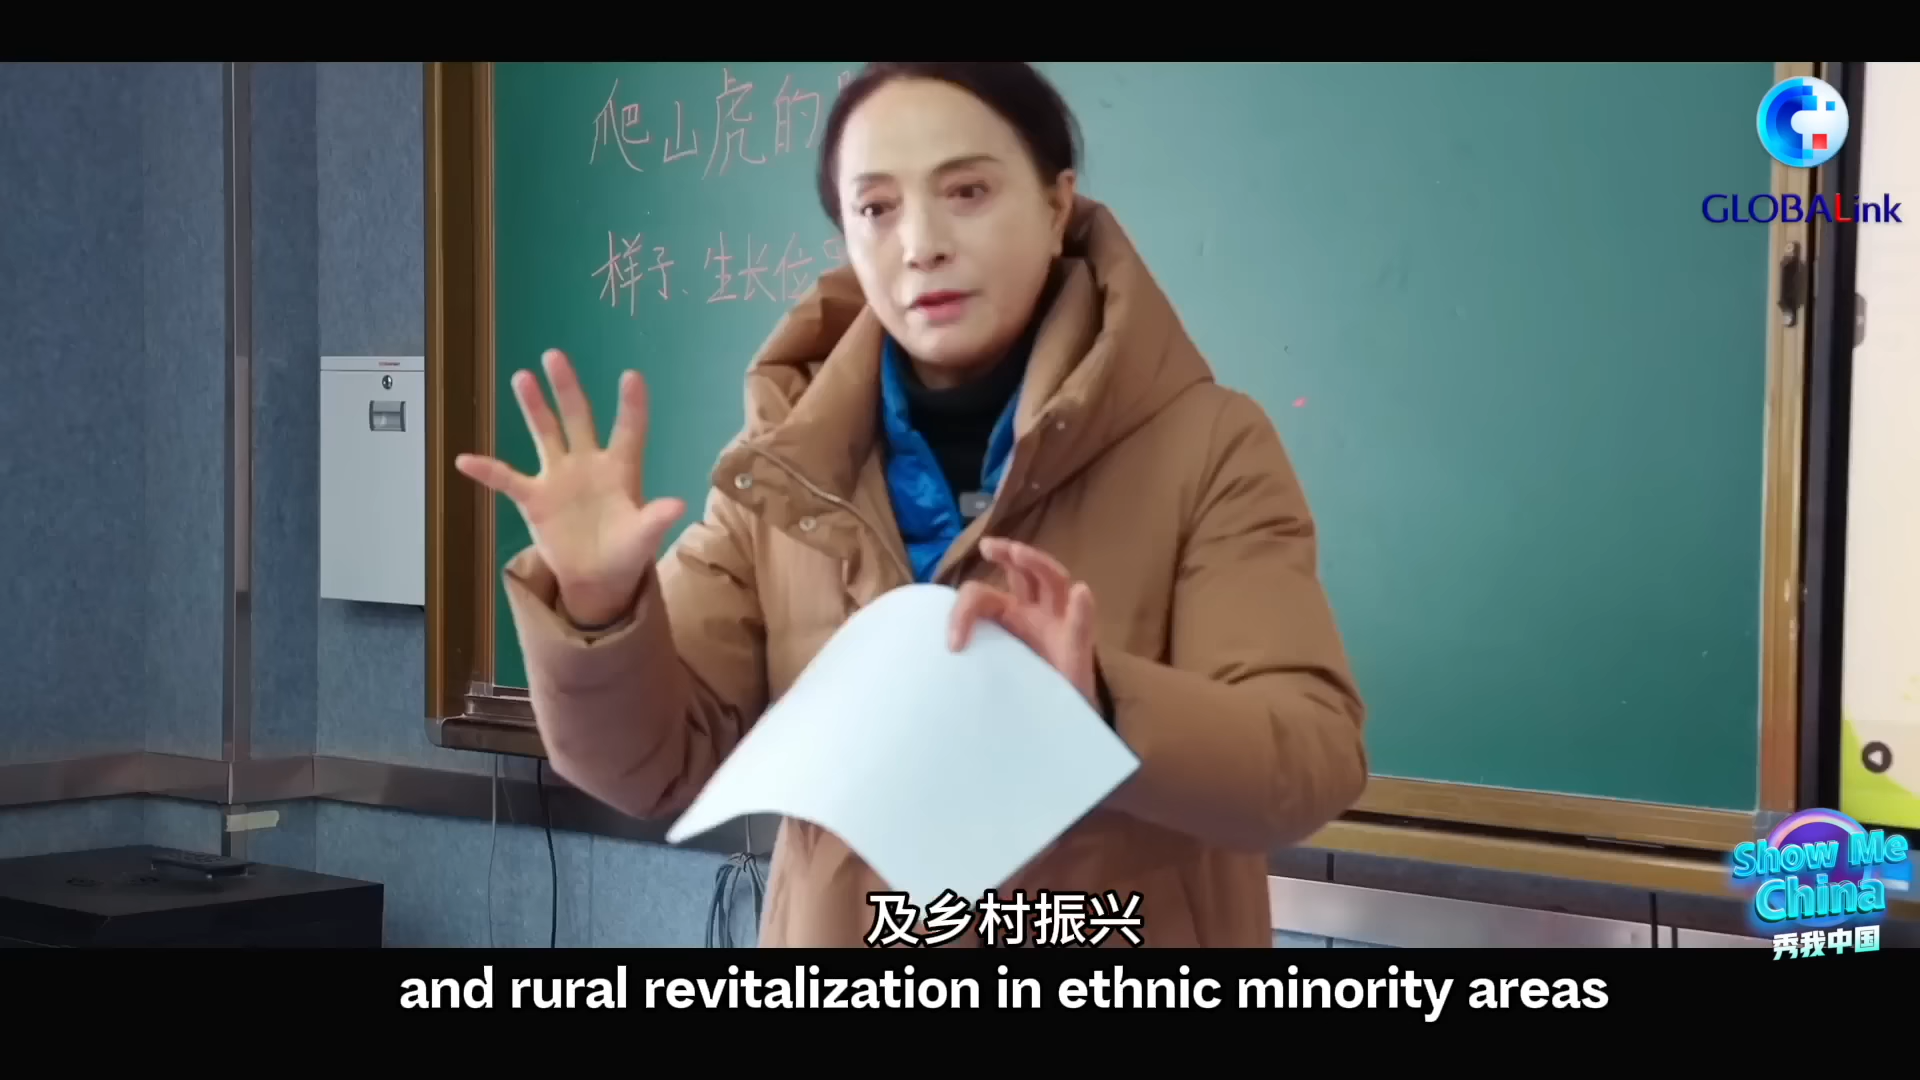 爬山虎的
样子、生长位
GLOBALink
Show Me
China
秀我中国
及乡村振兴
and rural revitalization in ethnic minority areas